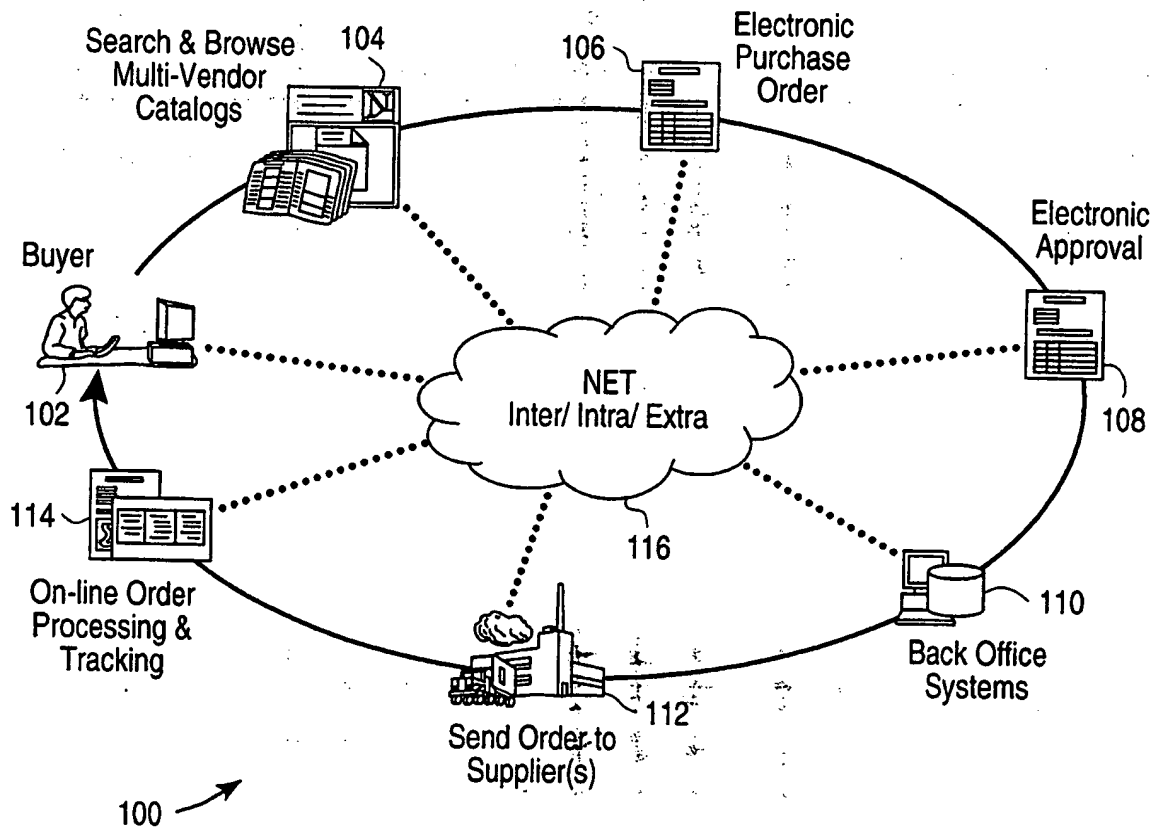 Search & Browse
Multi-Vendor
Catalogs
104
106
Electronic
Purchase
Order
Electronic
Approval
108
Buyer
102
NET
Inter/ Intra/ Extra
116
114
On-line Order
Processing &
Tracking
110
Back Office
Systems
112
Send Order to
Supplier(s)
100